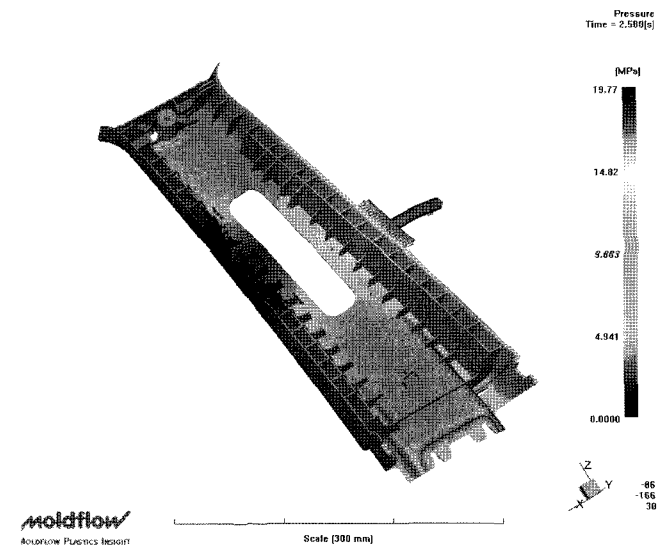 Pressure
Time = 2.500[s]
[MPa]
19.77
14.82
9.883
4.941
0.0000
Z
Y
X
-86
-166
30
moldflow
MOLDFLOW PLASTICS INSIGHT
Scale (300 mm)